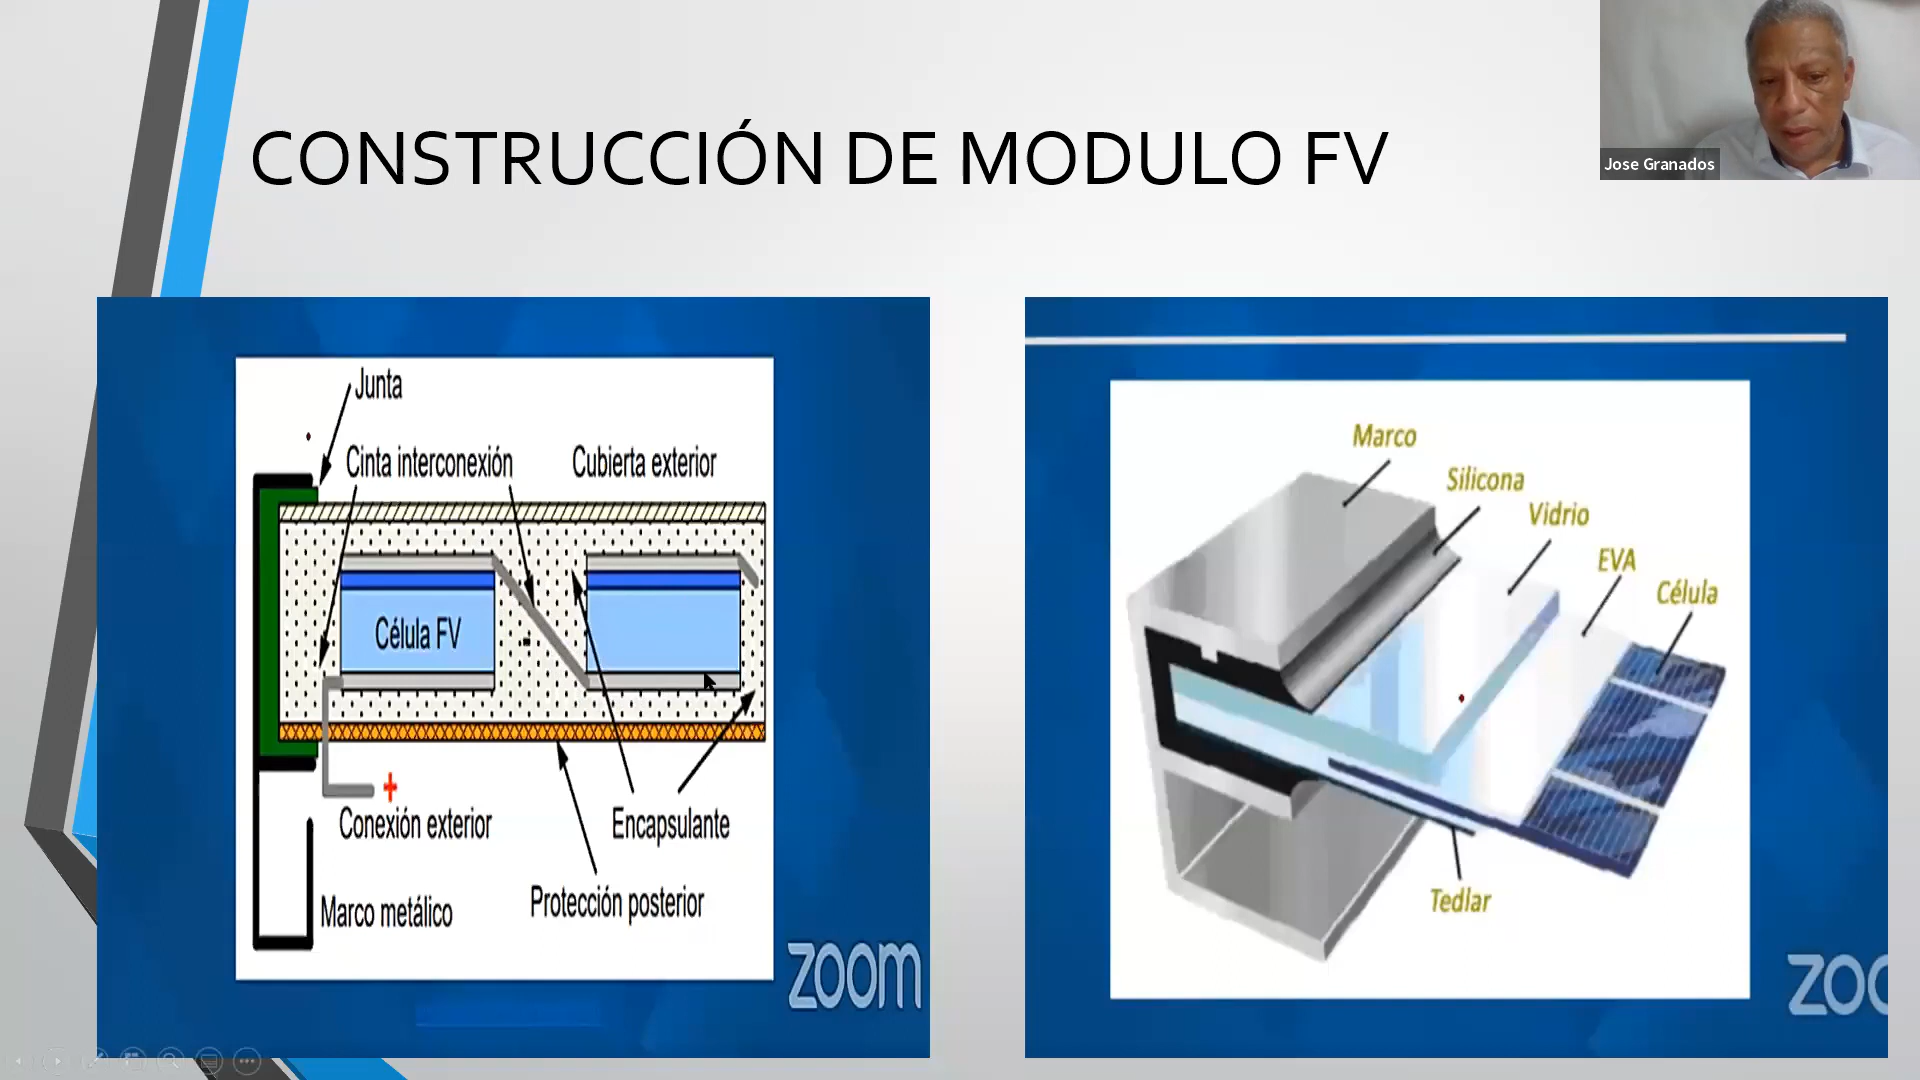 CONSTRUCCIÓN DE MODULO FV
Jose Granados
Junta
Cinta interconexión
Cubierta exterior
Célula FV
+
Conexión exterior
Encapsulante
Protección posterior
Marco metálico
zoom
Marco
Silicona
Vidrio
EVA
Célula
Tedlar
ZOO